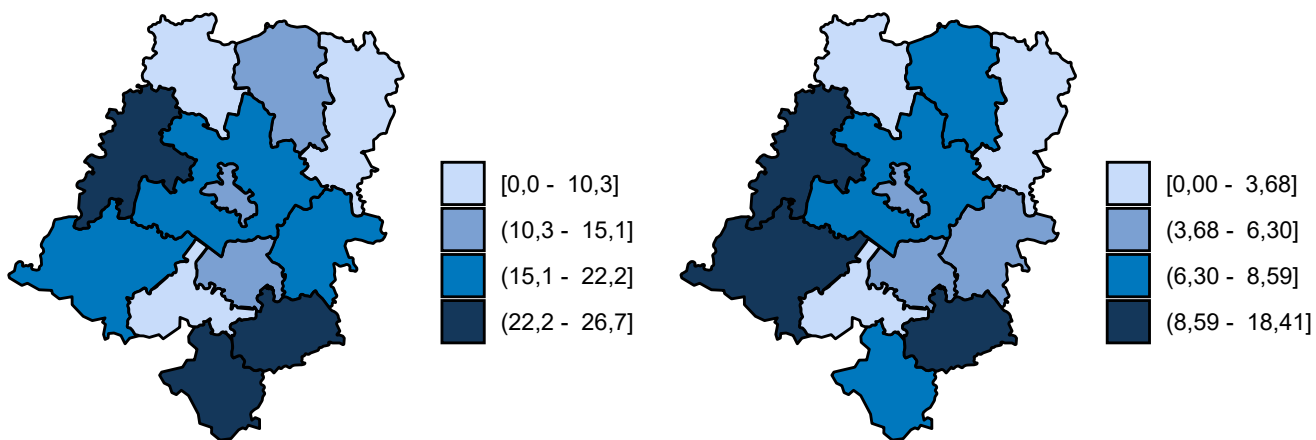 [0,0 - 10,3]
(10,3 - 15,1]
(15,1 - 22,2]
(22,2 - 26,7]
[0,00 - 3,68]
(3,68 - 6,30]
(6,30 - 8,59]
(8,59 - 18,41]